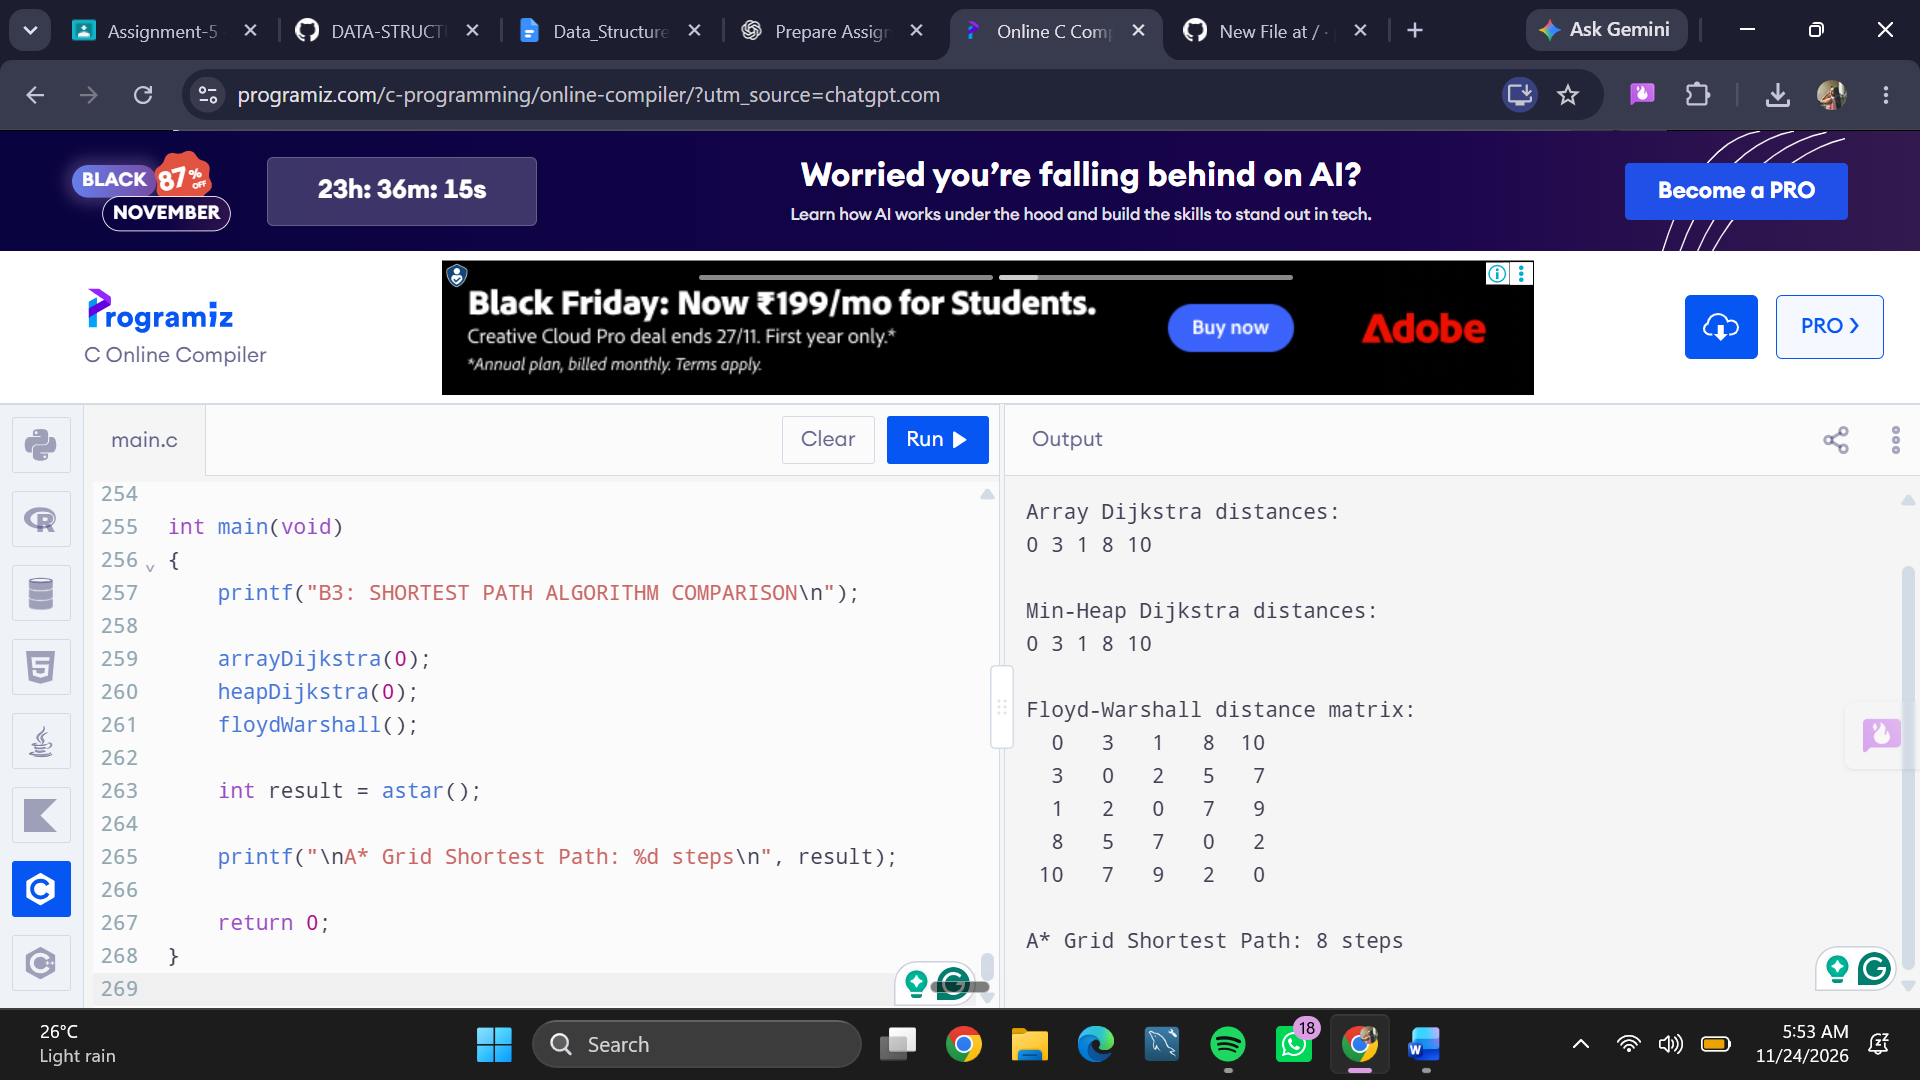 Assignment-5
DATA-STRUCT
Data_Structure
Prepare Assign
Online C Comp
New File at / ·
Ask Gemini
programiz.com/c-programming/online-compiler/?utm_source=chatgpt.com
BLACK 87% OFF
NOVEMBER
23h: 36m: 15s
Worried you’re falling behind on AI?
Learn how AI works under the hood and build the skills to stand out in tech.
Become a PRO
Programiz
C Online Compiler
Black Friday: Now ₹199/mo for Students.
Creative Cloud Pro deal ends 27/11. First year only.*
*Annual plan, billed monthly. Terms apply.
Buy now
Adobe
PRO ❯
main.c
Clear
Run
254
255 int main(void)
256 {
257 printf("B3: SHORTEST PATH ALGORITHM COMPARISON\n");
258
259 arrayDijkstra(0);
260 heapDijkstra(0);
261 floydWarshall();
262
263 int result = astar();
264
265 printf("\nA* Grid Shortest Path: %d steps\n", result);
266
267 return 0;
268 }
269
Output
Array Dijkstra distances:
0 3 1 8 10
Min-Heap Dijkstra distances:
0 3 1 8 10
Floyd-Warshall distance matrix:
0 3 1 8 10
3 0 2 5 7
1 2 0 7 9
8 5 7 0 2
10 7 9 2 0
A* Grid Shortest Path: 8 steps
26°C
Light rain
Search
18
5:53 AM
11/24/2026